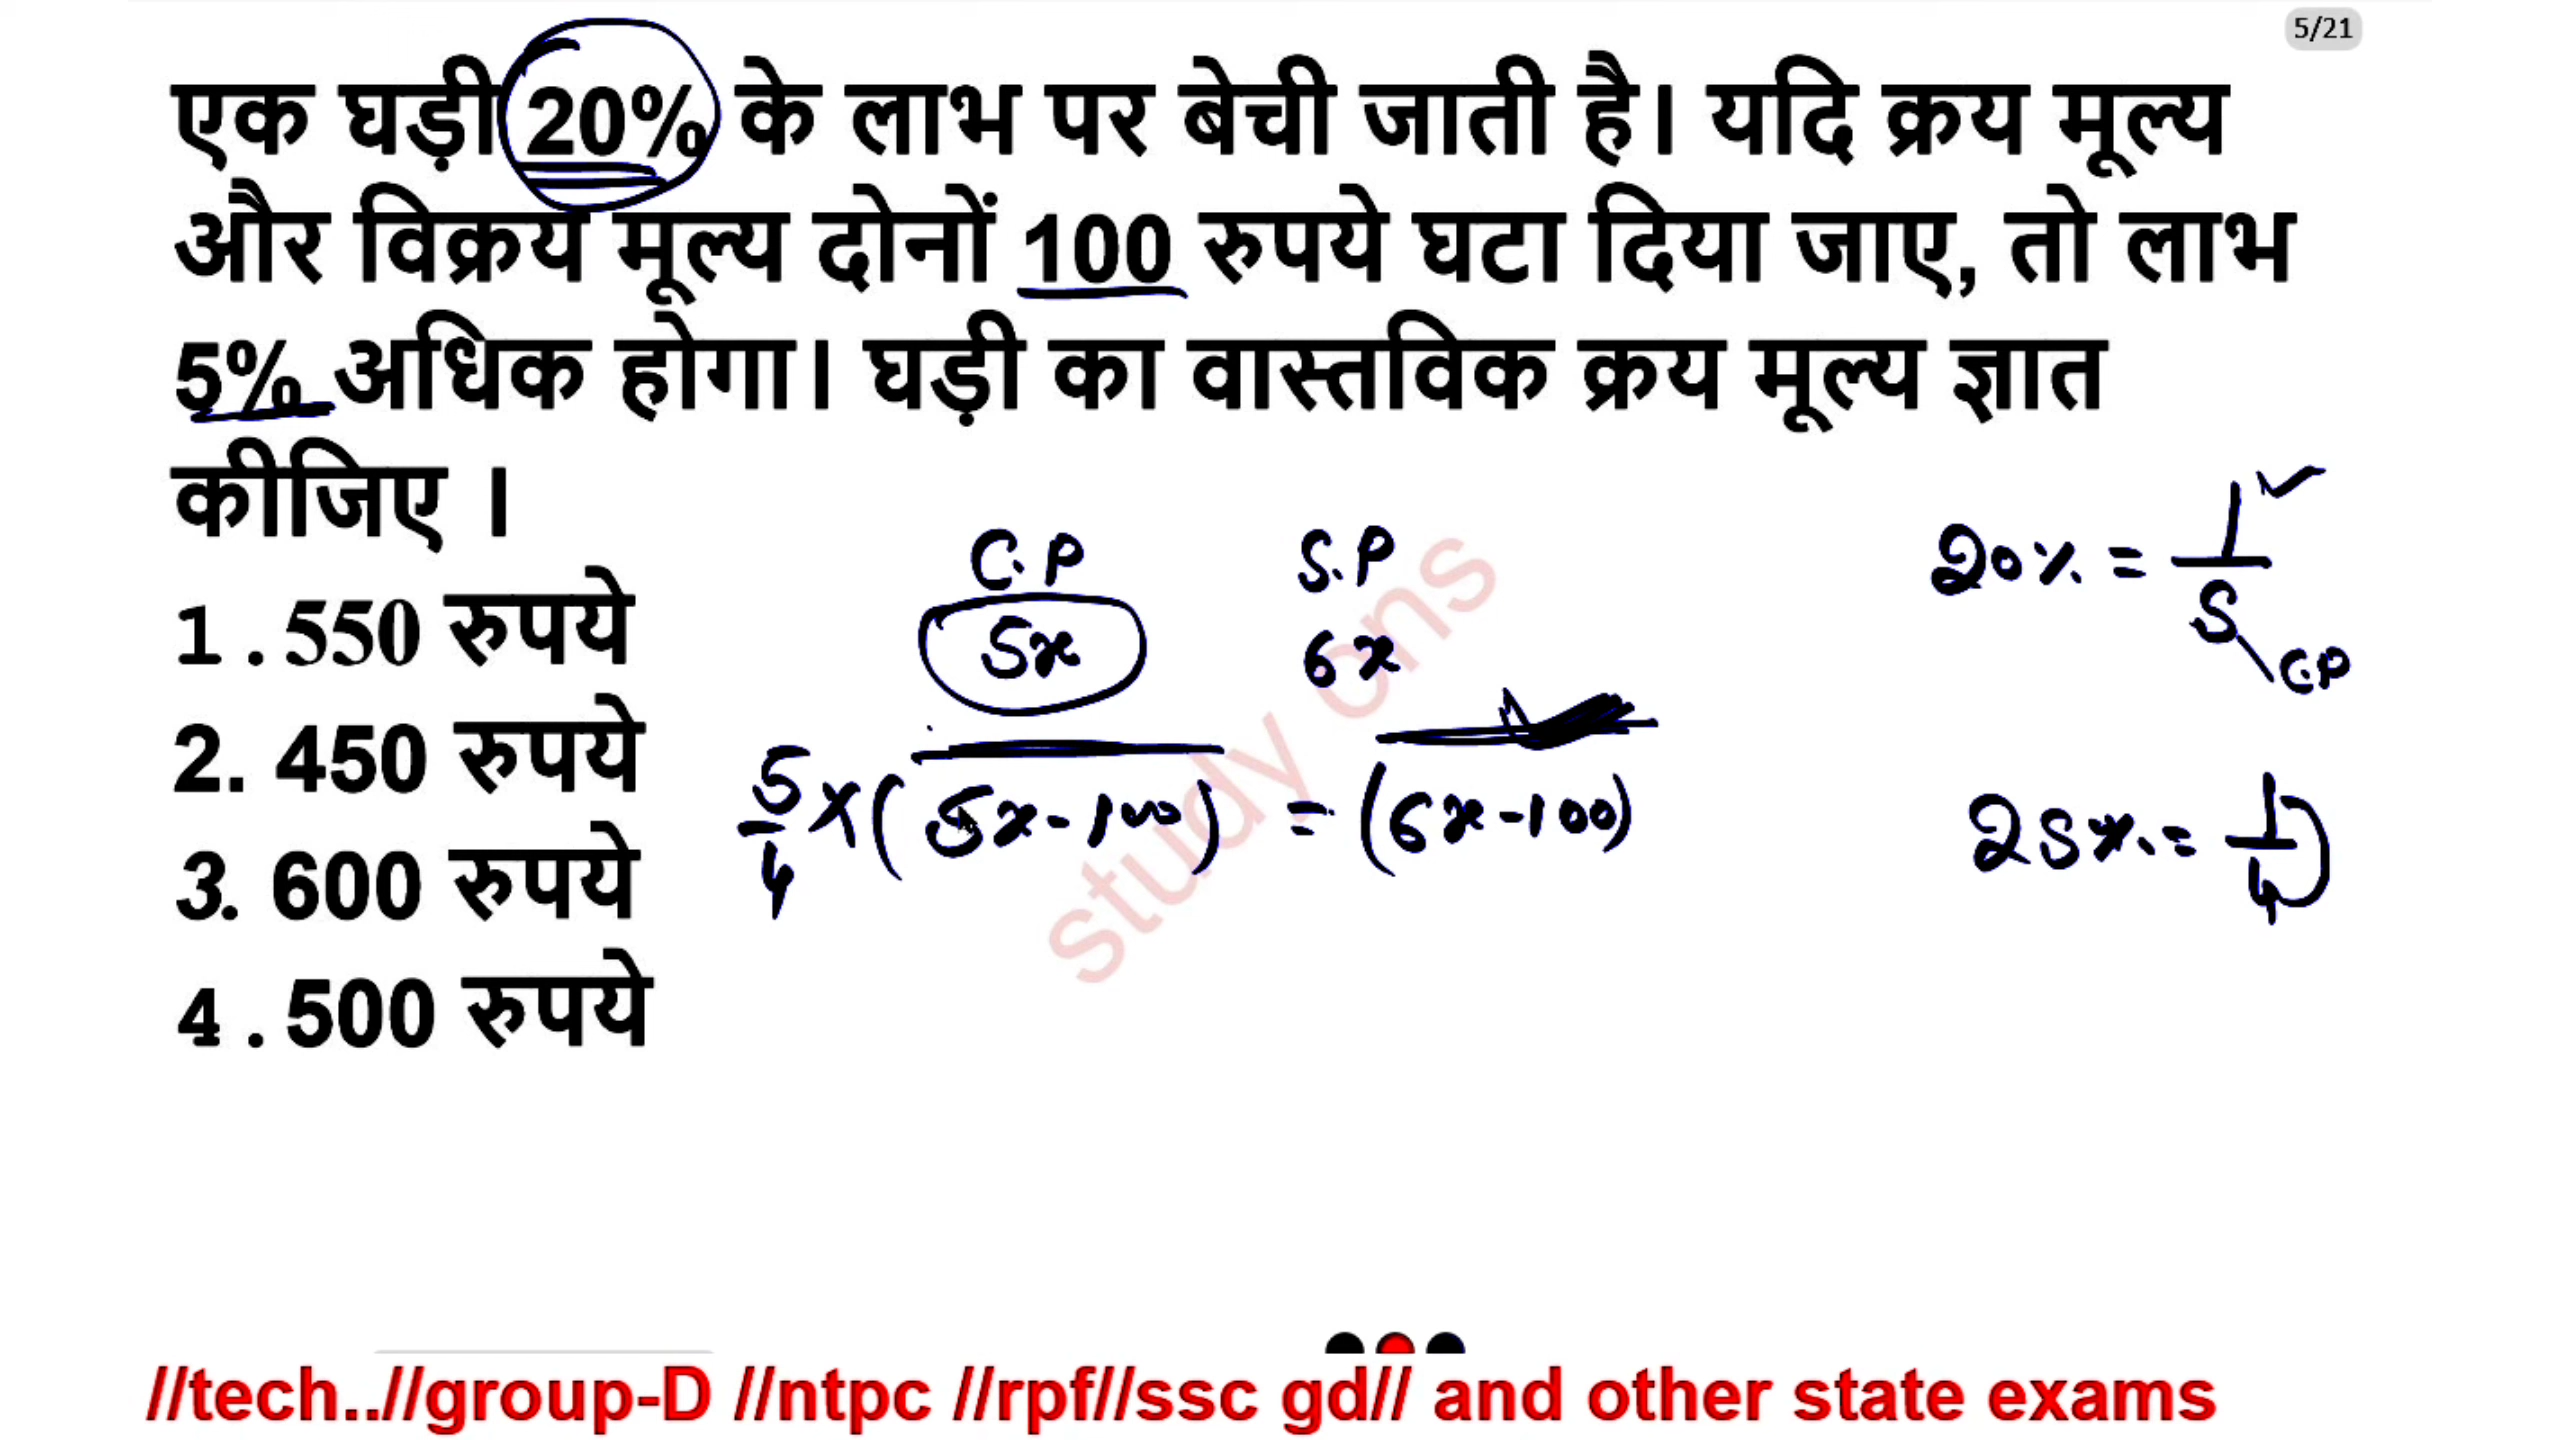 5/21
एक घड़ी 20% के लाभ पर बेची जाती है। यदि क्रय मूल्य
और विक्रय मूल्य दोनों 100 रुपये घटा दिया जाए, तो लाभ
5% अधिक होगा। घड़ी का वास्तविक क्रय मूल्य ज्ञात
कीजिए ।
1 . 550 रुपये
2. 450 रुपये
3. 600 रुपये
4 . 500 रुपये
C.P S.P
5x 6x
5/4 x (5x-100) = (6x-100)
20% = 1/5
C.P
25% = 1/4
study ons
//tech..//group-D //ntpc //rpf//ssc gd// and other state exams